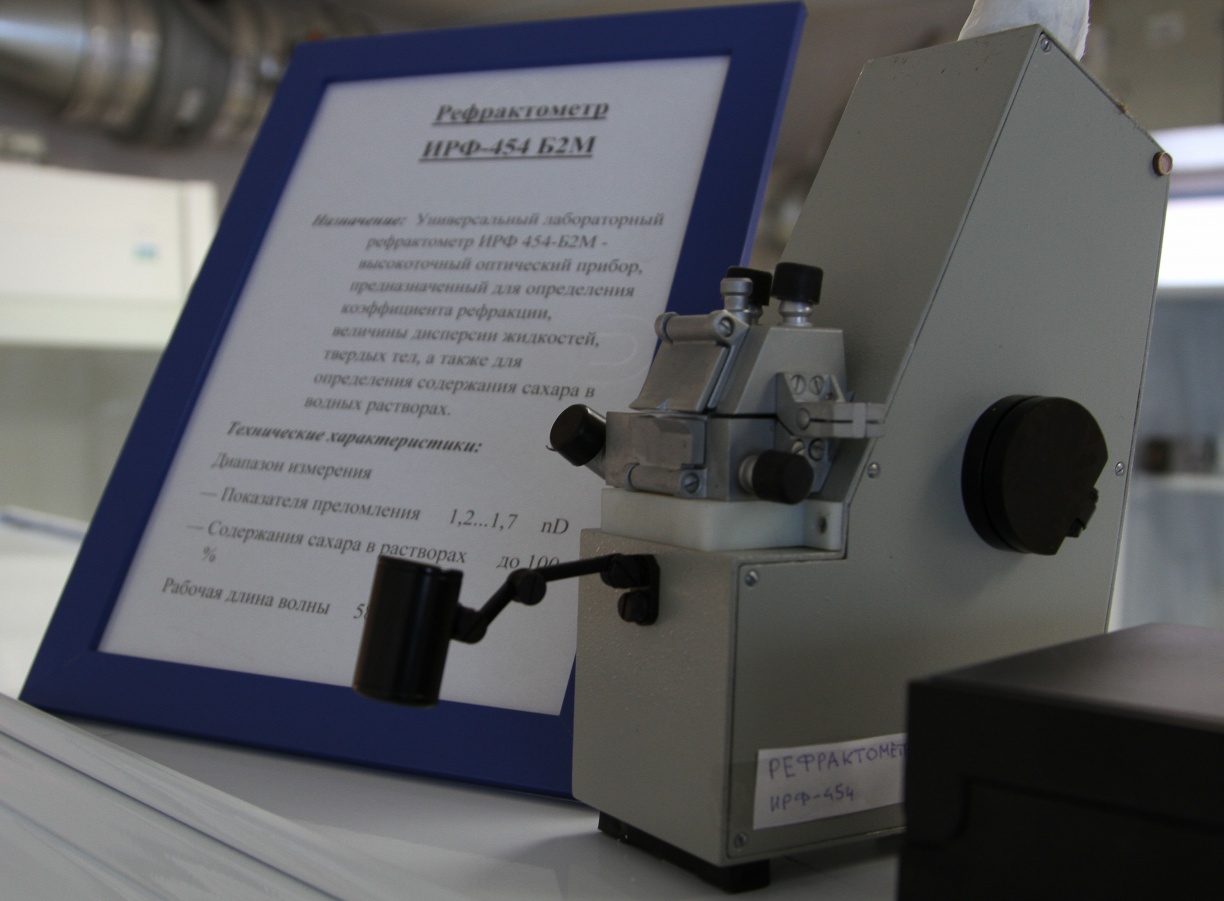 Рефрактометр
ИРФ-454 Б2М
Назначение: Универсальный лабораторный
рефрактометр ИРФ 454-Б2М -
высокоточный оптический прибор,
предназначенный для определения
коэффициента рефракции,
величины дисперсии жидкостей,
твердых тел, а также для
определения содержания сахара в
водных растворах.
Технические характеристики:
Диапазон измерения
— Показателя преломления 1,2...1,7 nD
— Содержания сахара в растворах до 100
%
Рабочая длина волны
РЕФРАКТОМЕТ
ИРФ-454